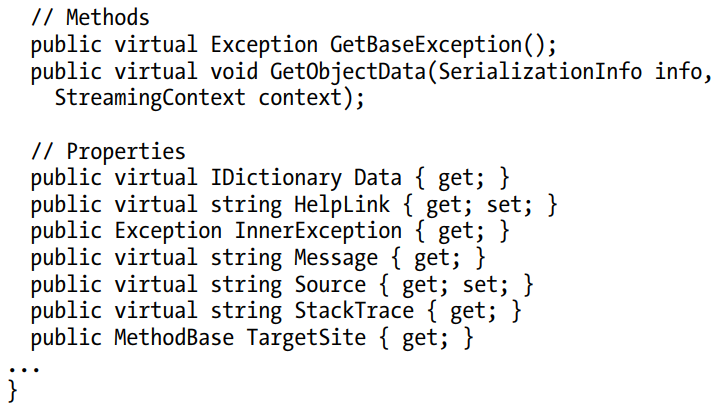 // Methods
public virtual Exception GetBaseException();
public virtual void GetObjectData(SerializationInfo info,
StreamingContext context);
// Properties
public virtual IDictionary Data { get; }
public virtual string HelpLink { get; set; }
public Exception InnerException { get; }
public virtual string Message { get; }
public virtual string Source { get; set; }
public virtual string StackTrace { get; }
public MethodBase TargetSite { get; }
...
}